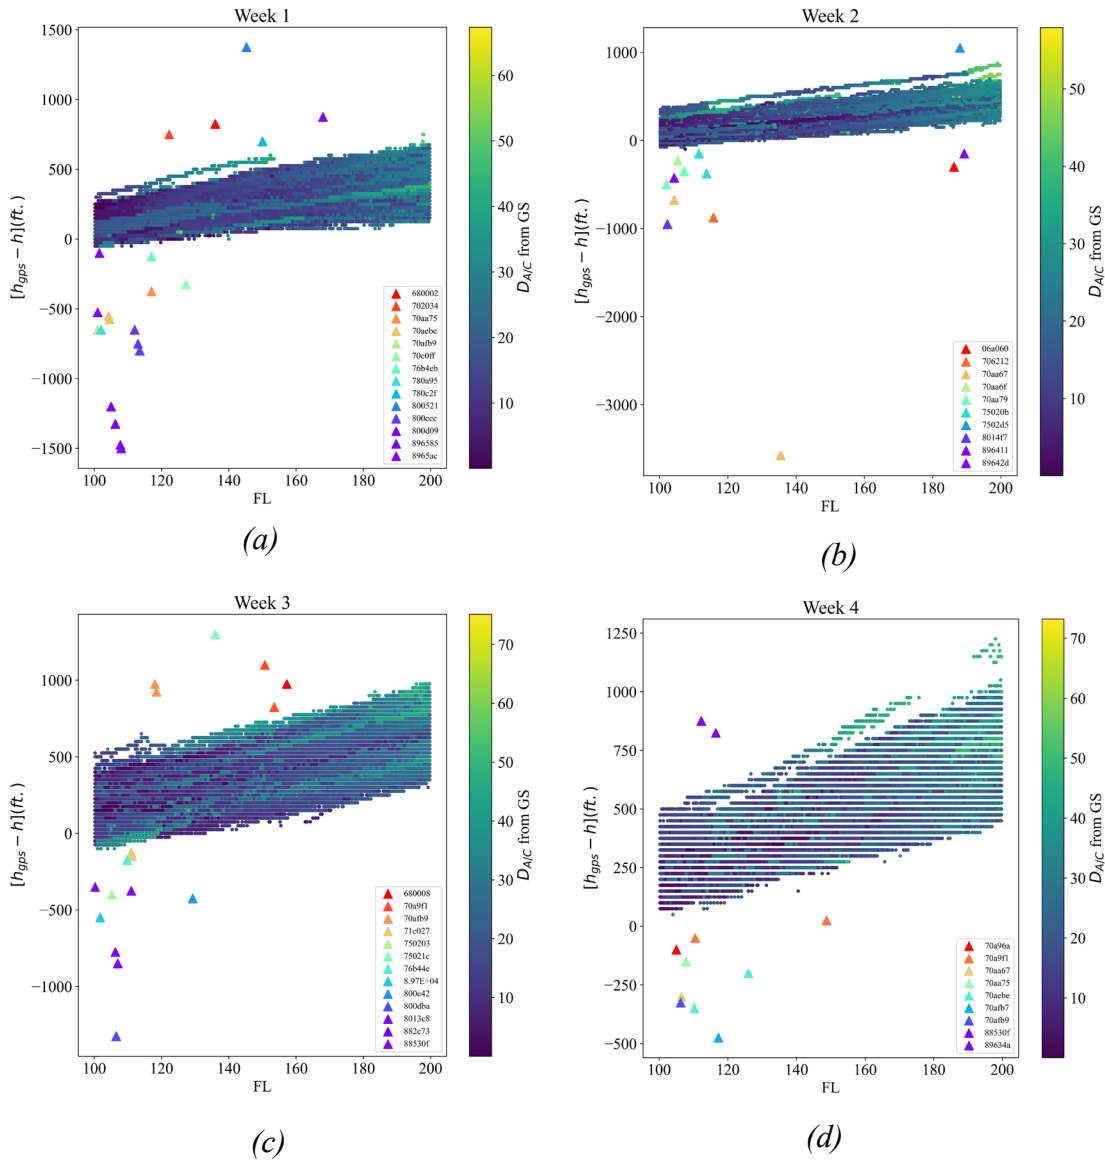 Week 1
1500
1000
500
0
−500
−1000
−1500
[h_gps − h](ft.)
100 120 140 160 180 200
FL
680002
702034
70aa75
70aebe
70afb9
70c0ff
76b4eb
780a95
780c2f
800521
800ccc
800d09
896585
8965ac
60
50
40
30
20
10
D_A/C from GS
(a)
Week 2
1000
0
−1000
−2000
−3000
[h_gps − h](ft.)
100 120 140 160 180 200
FL
06a060
706212
70aa67
70aa6f
70aa79
75020b
7502d5
8014f7
896411
89642d
50
40
30
20
10
D_A/C from GS
(b)
Week 3
1000
500
0
−500
−1000
[h_gps − h](ft.)
100 120 140 160 180 200
FL
680008
70a9f1
70afb9
71c027
750203
75021c
76b44e
8.97E+04
800c42
800dba
8013c8
882c73
88530f
70
60
50
40
30
20
10
D_A/C from GS
(c)
Week 4
1250
1000
750
500
250
0
−250
−500
[h_gps − h](ft.)
100 120 140 160 180 200
FL
70a96a
70a9f1
70aa67
70aa75
70aebe
70afb7
70afb9
88530f
89634a
70
60
50
40
30
20
10
D_A/C from GS
(d)